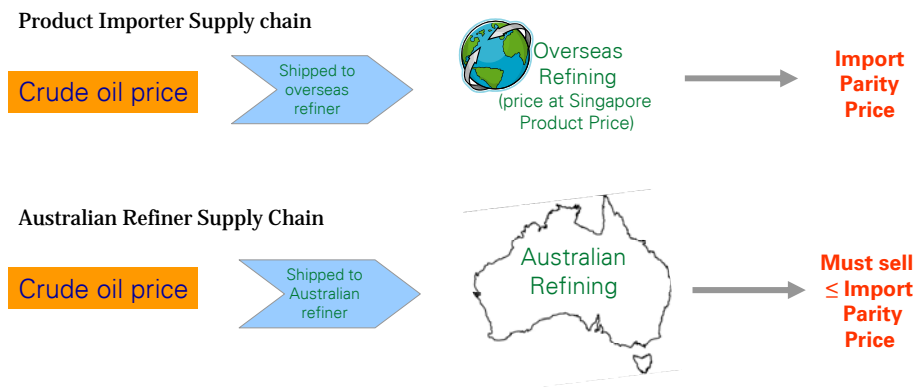 Product Importer Supply chain
Crude oil price
Shipped to
overseas
refiner
Overseas
Refining
(price at Singapore
Product Price)
Import
Parity
Price
Australian Refiner Supply Chain
Crude oil price
Shipped to
Australian
refiner
Australian
Refining
Must sell
≤ Import
Parity
Price